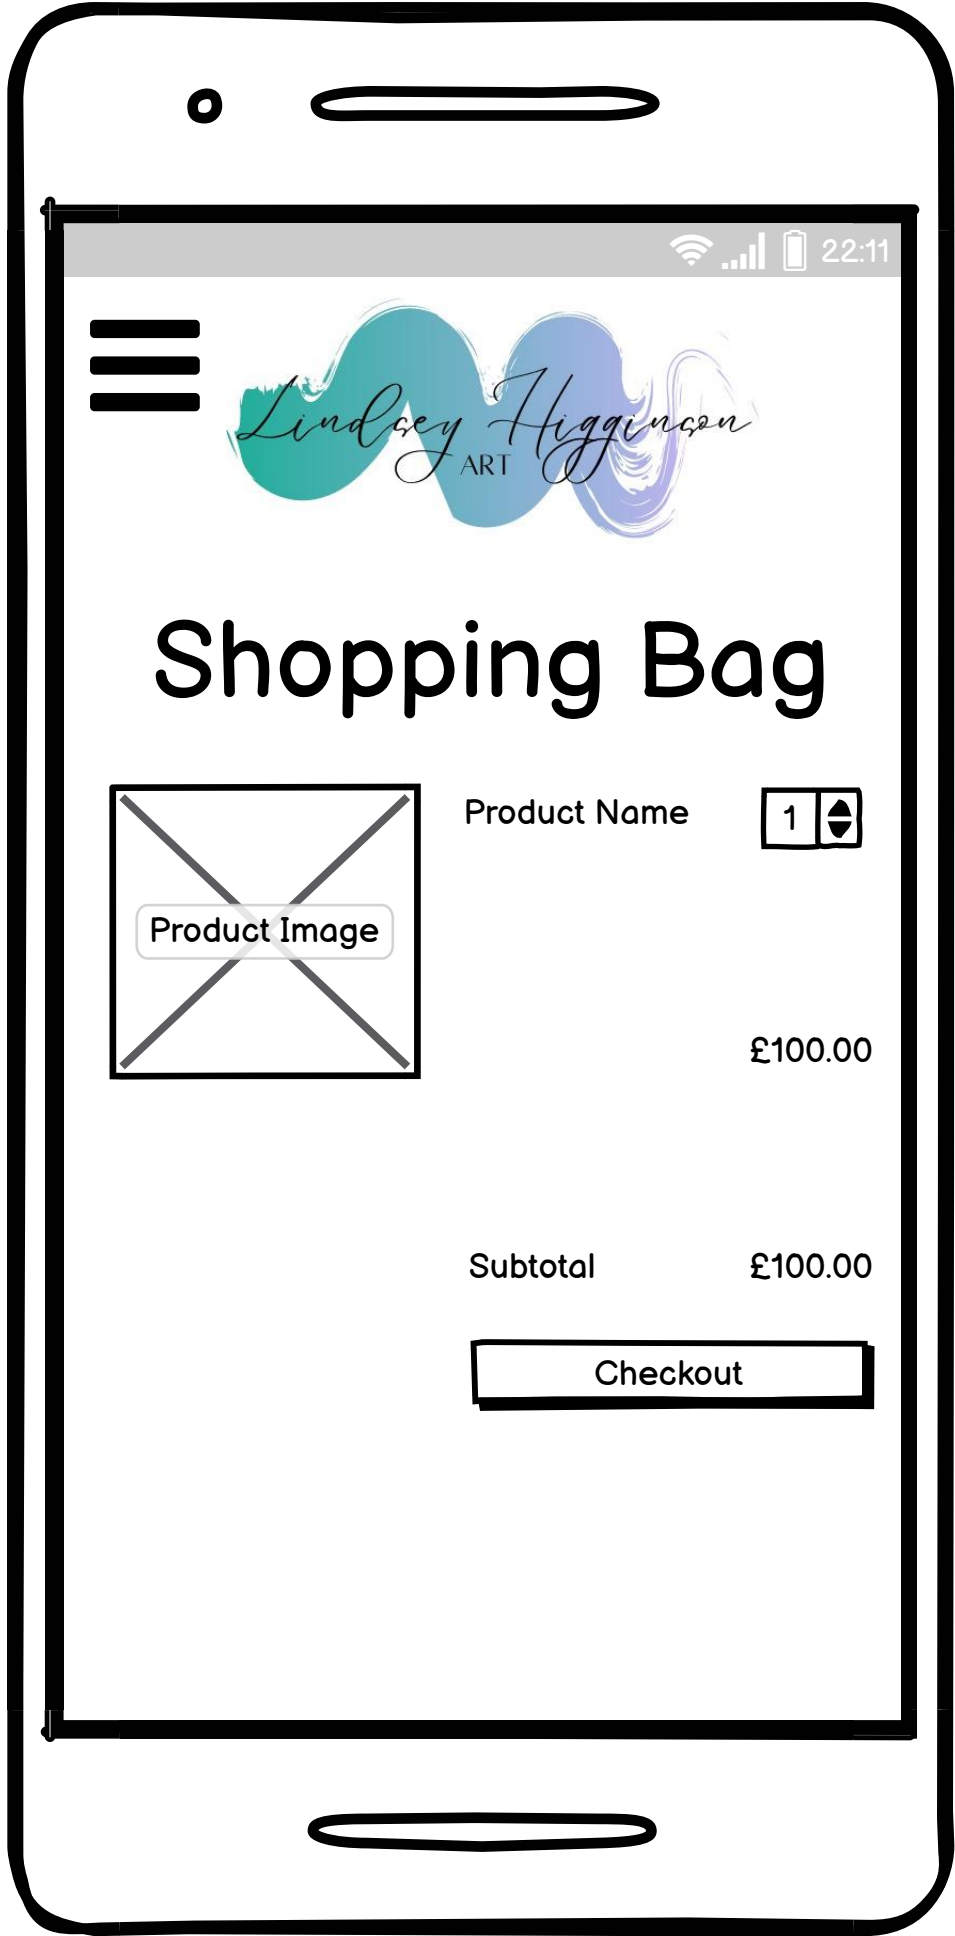 22:11
Lindsey Higginson
ART
Shopping Bag
Product Name 1
Product Image
£100.00
Subtotal £100.00
Checkout